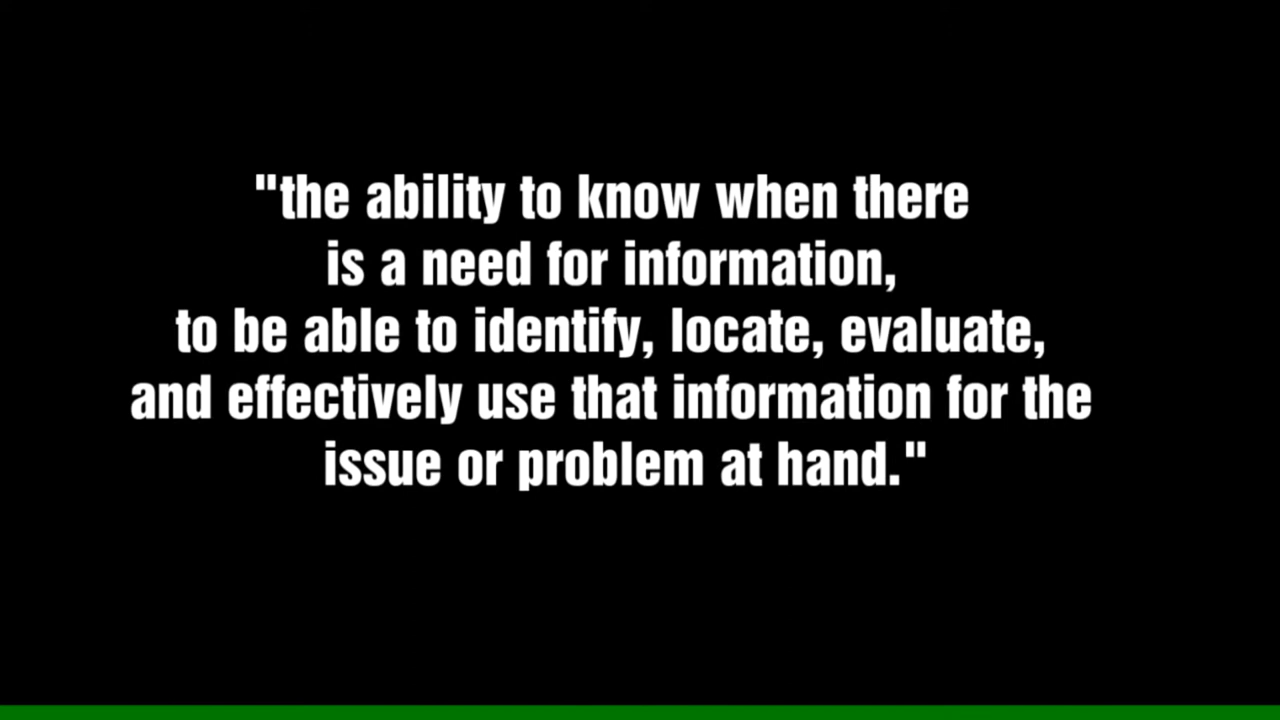 "the ability to know when there
is a need for information,
to be able to identify, locate, evaluate,
and effectively use that information for the
issue or problem at hand."